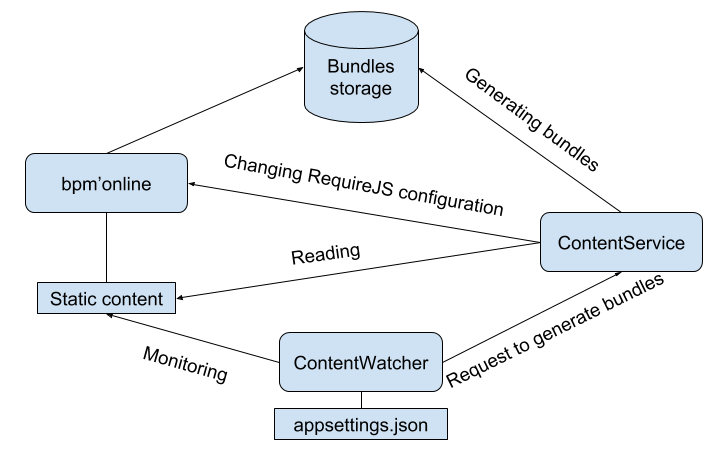 Bundles
storage
Generating bundles
bpm’online
Changing RequireJS configuration
ContentService
Reading
Static content
Request to generate bundles
Monitoring
ContentWatcher
appsettings.json